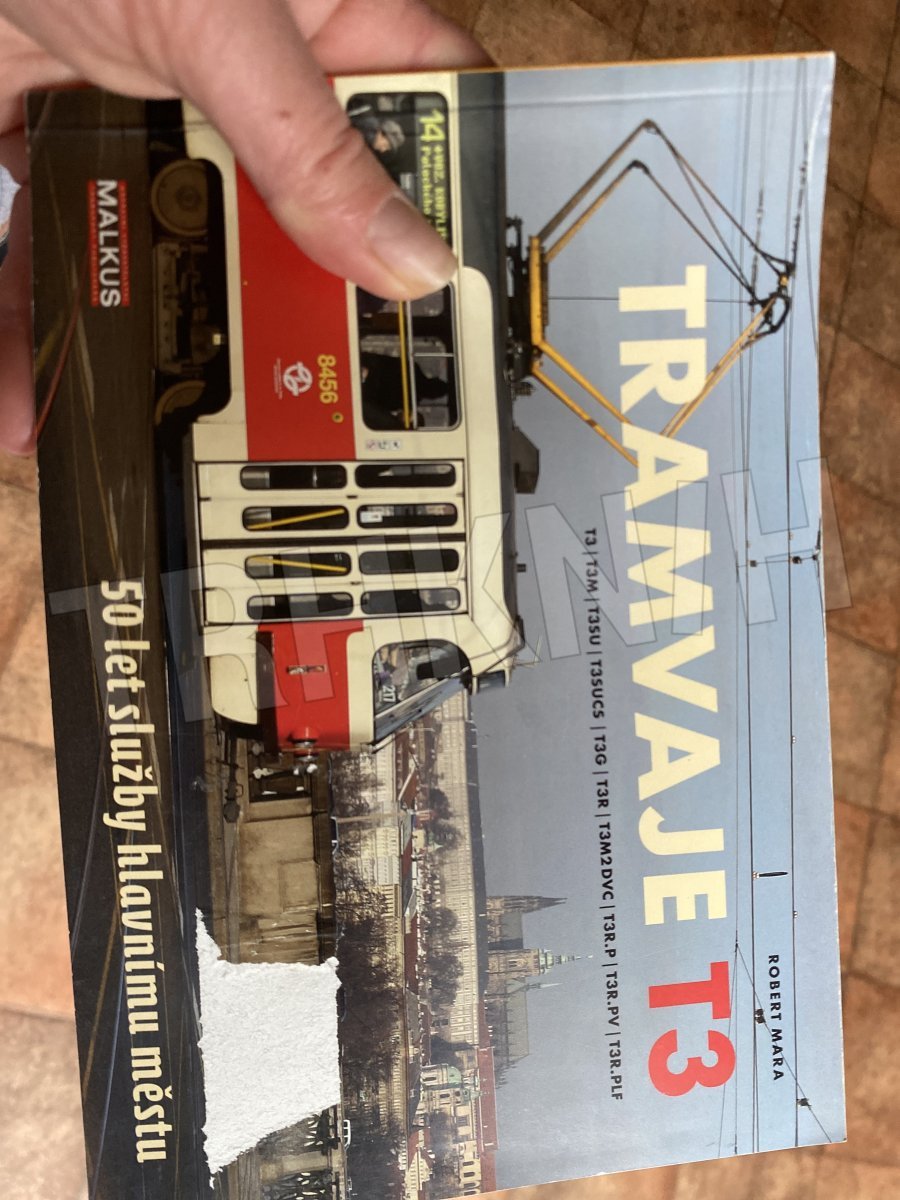 ROBERT MARA
TRAMVAJE T3
T3 | T3M | T3SU | T3SUCS | T3G | T3R | T3M2DVC | T3R.P | T3R.PV | T3R.PLF
14
8456
217
MALKUS
50 let služby hlavnímu městu